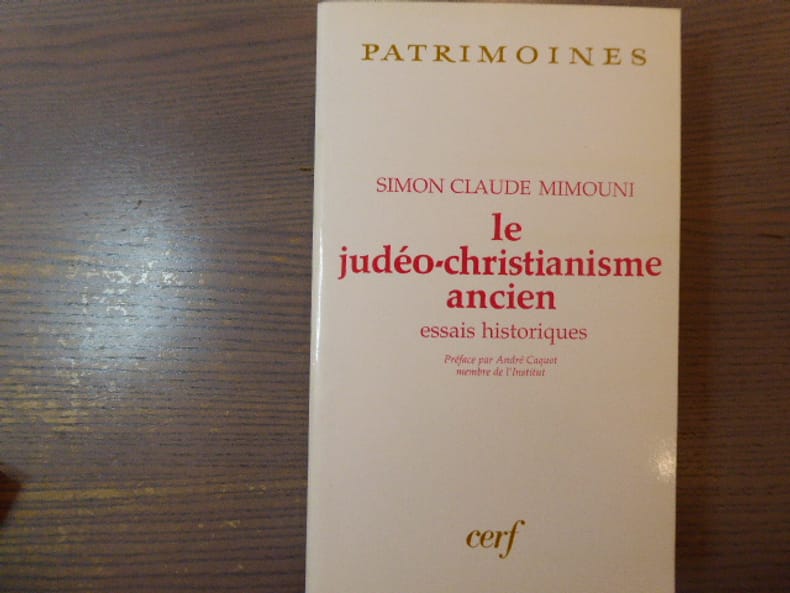 PATRIMOINES
SIMON CLAUDE MIMOUNI
le
judéo-christianisme
ancien
essais historiques
Préface par André Caquot
membre de l'Institut
cerf